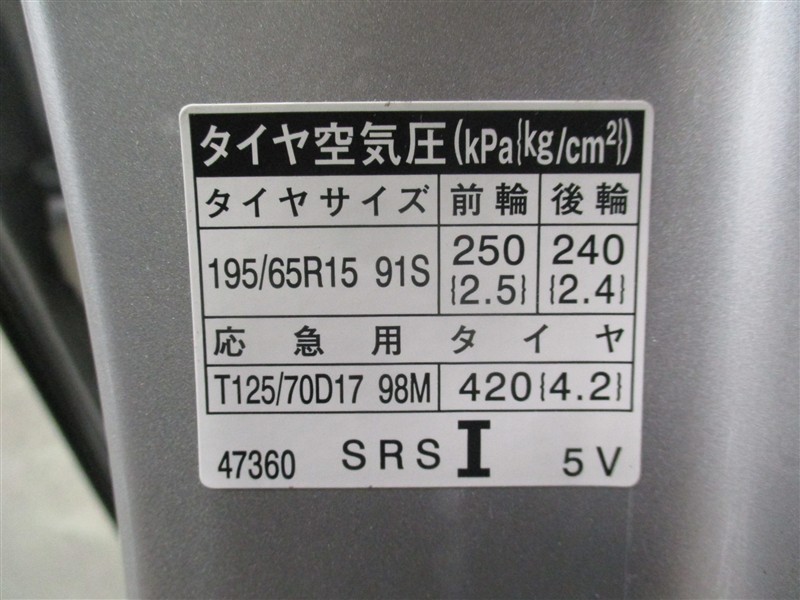 タイヤ空気圧(kPa{kg/cm²})
タイヤサイズ 前輪 後輪
195/65R15 91S 250 {2.5} 240 {2.4}
応急用タイヤ
T125/70D17 98M 420{4.2}
47360 SRS I 5V